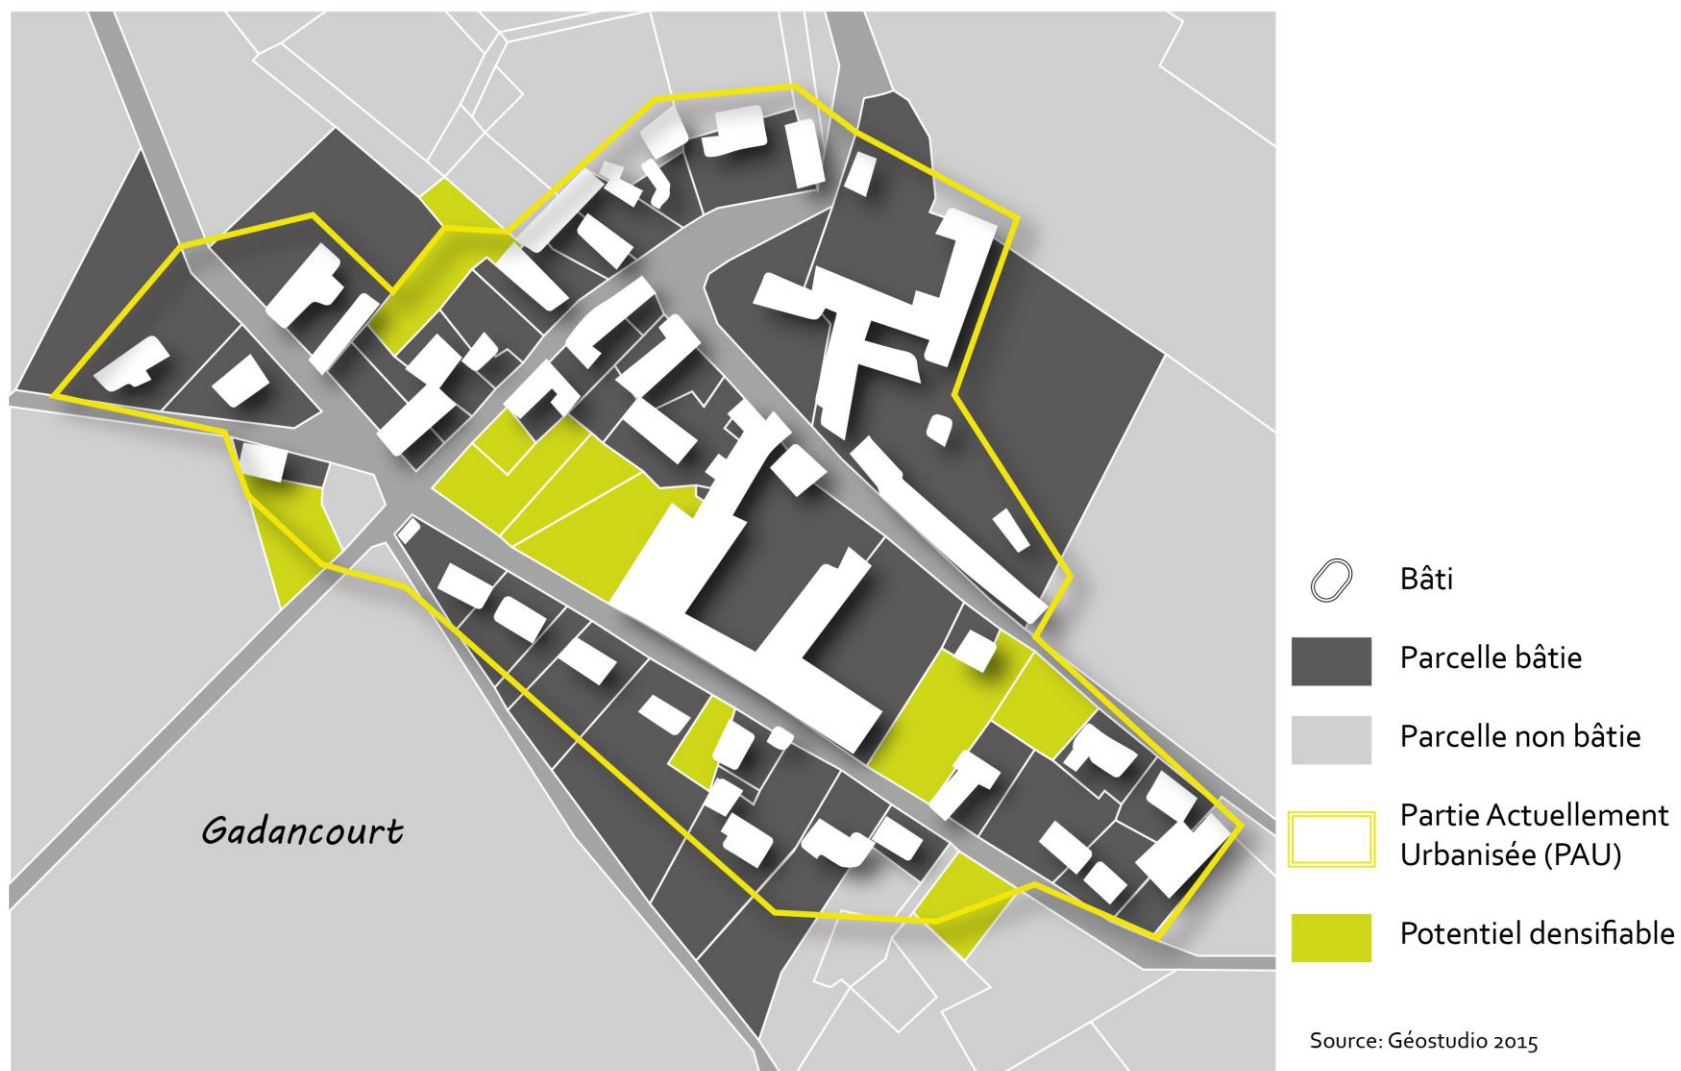 Gadancourt
Bâti
Parcelle bâtie
Parcelle non bâtie
Partie Actuellement
Urbanisée (PAU)
Potentiel densifiable
Source: Géostudio 2015